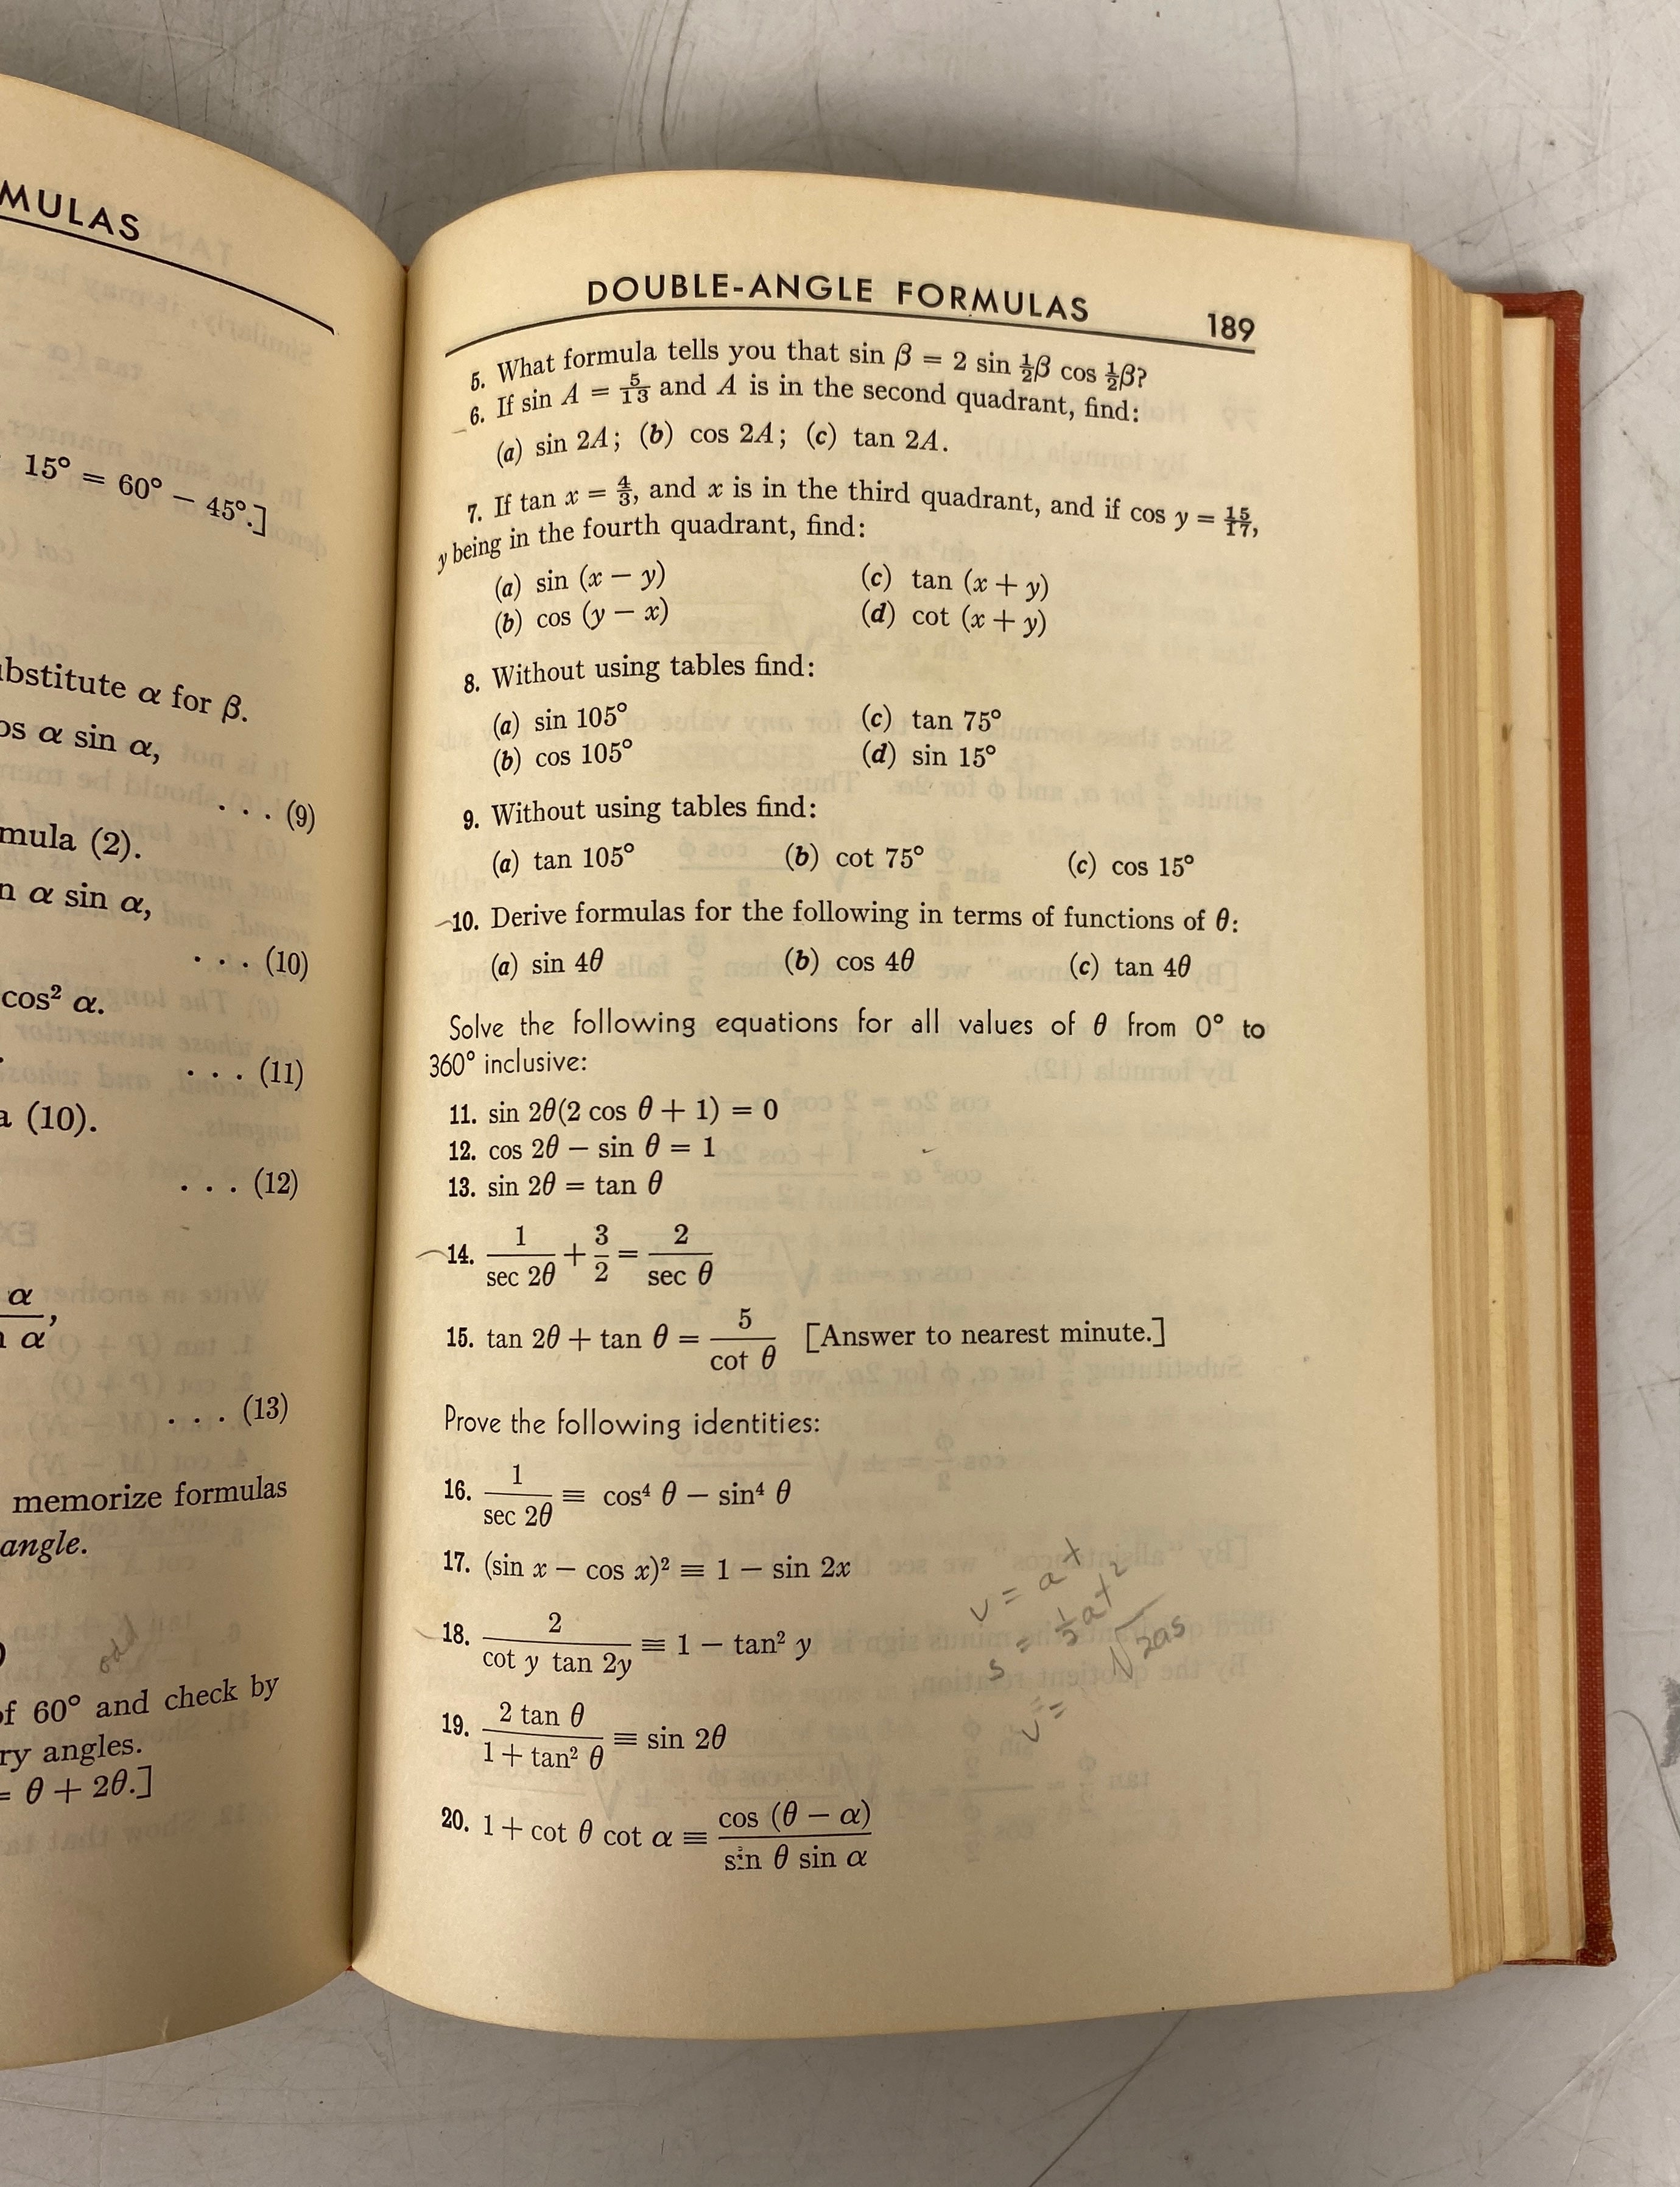 MULAS
15° = 60° − 45°.]
ubstitute α for β.
os α sin α,
. . . (9)
mula (2).
n α sin α,
. . . (10)
cos² α.
. . . (11)
a (10).
. . . (12)
α
α,
. . . (13)
memorize formulas
angle.
odd
of 60° and check by
ry angles.
= θ + 2θ.]
DOUBLE-ANGLE FORMULAS 189
5. What formula tells you that sin β = 2 sin ½β cos ½β?
6. If sin A = 5/13 and A is in the second quadrant, find:
(a) sin 2A; (b) cos 2A; (c) tan 2A.
7. If tan x = 4/3, and x is in the third quadrant, and if cos y = 15/17,
y being in the fourth quadrant, find:
(a) sin (x − y) (c) tan (x + y)
(b) cos (y − x) (d) cot (x + y)
8. Without using tables find:
(a) sin 105° (c) tan 75°
(b) cos 105° (d) sin 15°
9. Without using tables find:
(a) tan 105° (b) cot 75° (c) cos 15°
10. Derive formulas for the following in terms of functions of θ:
(a) sin 4θ (b) cos 4θ (c) tan 4θ
Solve the following equations for all values of θ from 0° to
360° inclusive:
11. sin 2θ(2 cos θ + 1) = 0
12. cos 2θ − sin θ = 1
13. sin 2θ = tan θ
14. 1/sec 2θ + 3/2 = 2/sec θ
15. tan 2θ + tan θ = 5/cot θ [Answer to nearest minute.]
Prove the following identities:
16. 1/sec 2θ ≡ cos⁴ θ − sin⁴ θ
17. (sin x − cos x)² ≡ 1 − sin 2x
18. 2/(cot y tan 2y) ≡ 1 − tan² y
19. 2 tan θ/(1 + tan² θ) ≡ sin 2θ
20. 1 + cot θ cot α ≡ cos (θ − α)/(sin θ sin α)
v = at
s = ½at²
v = √2as